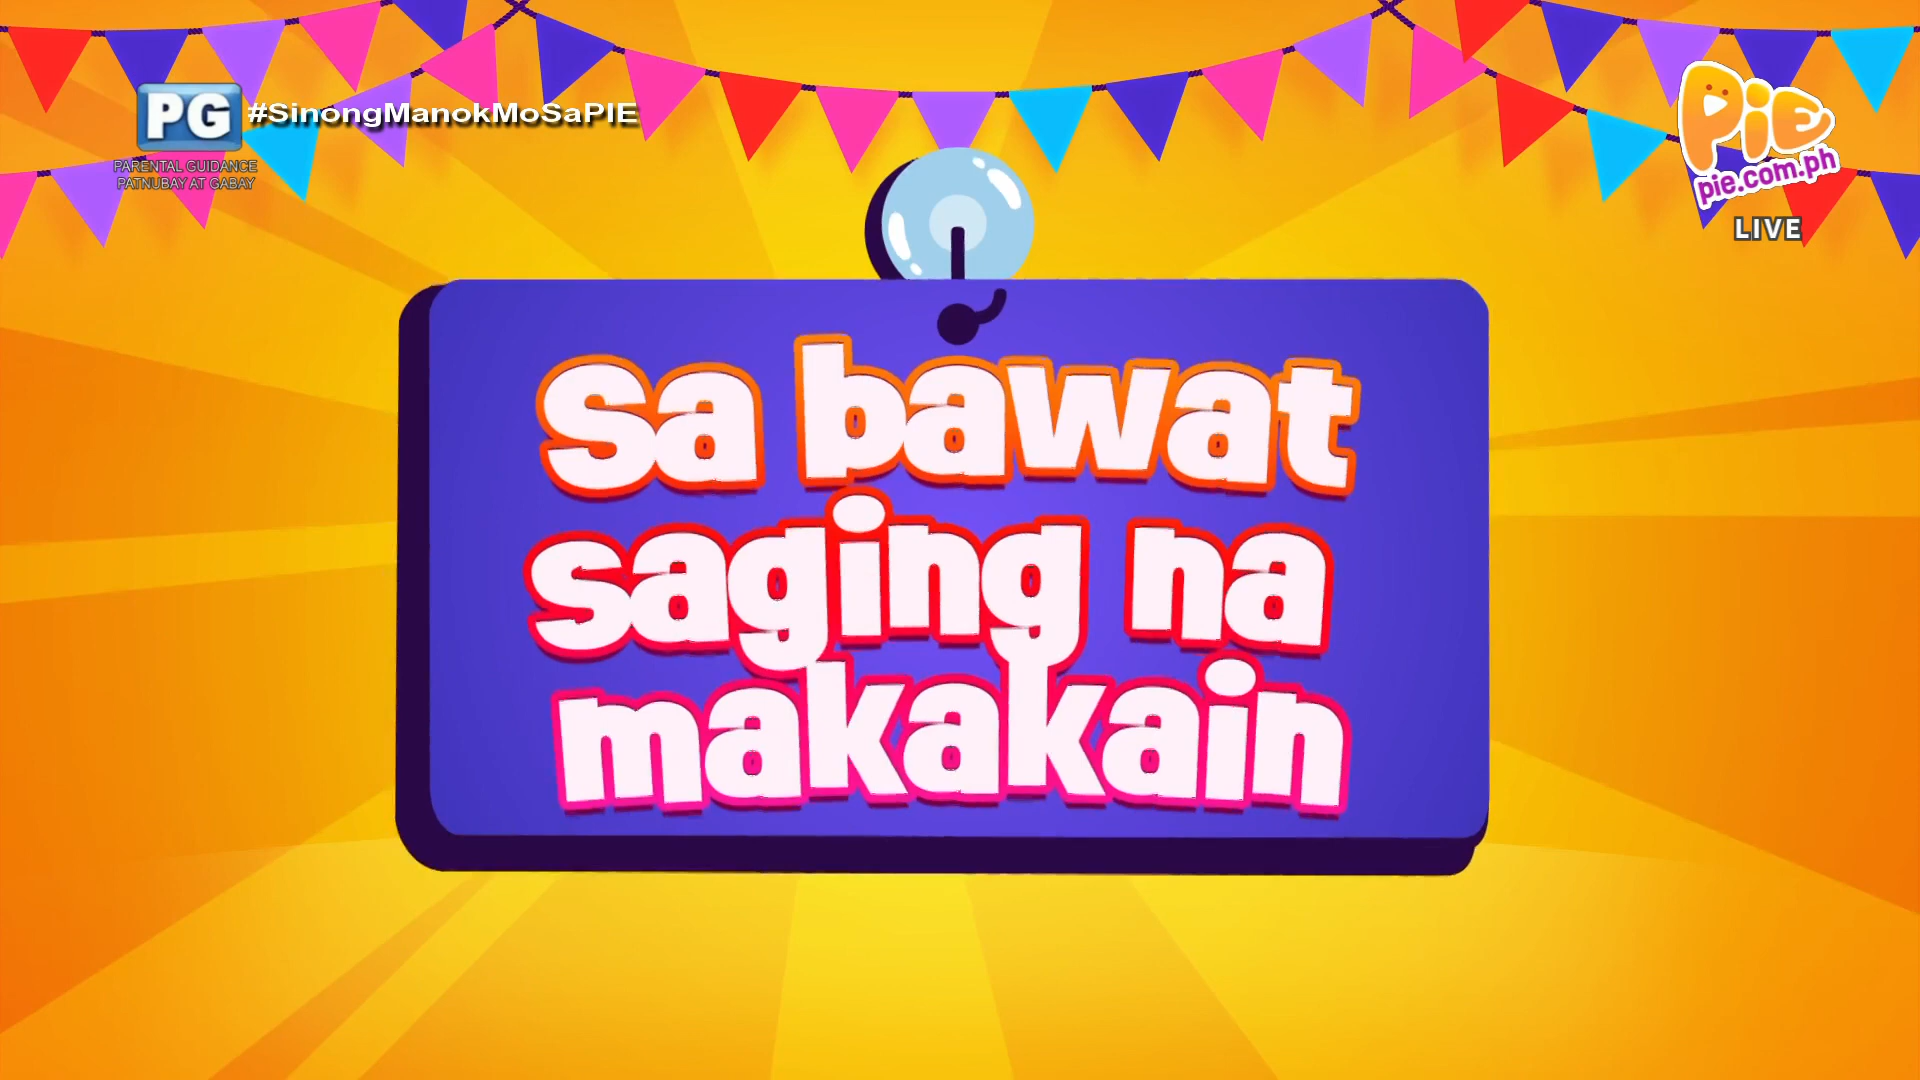 PG #SinongManokMoSaPIE
PARENTAL GUIDANCE
PATNUBAY AT GABAY
Pie
pie.com.ph
LIVE
Sa bawat
saging na
makakain